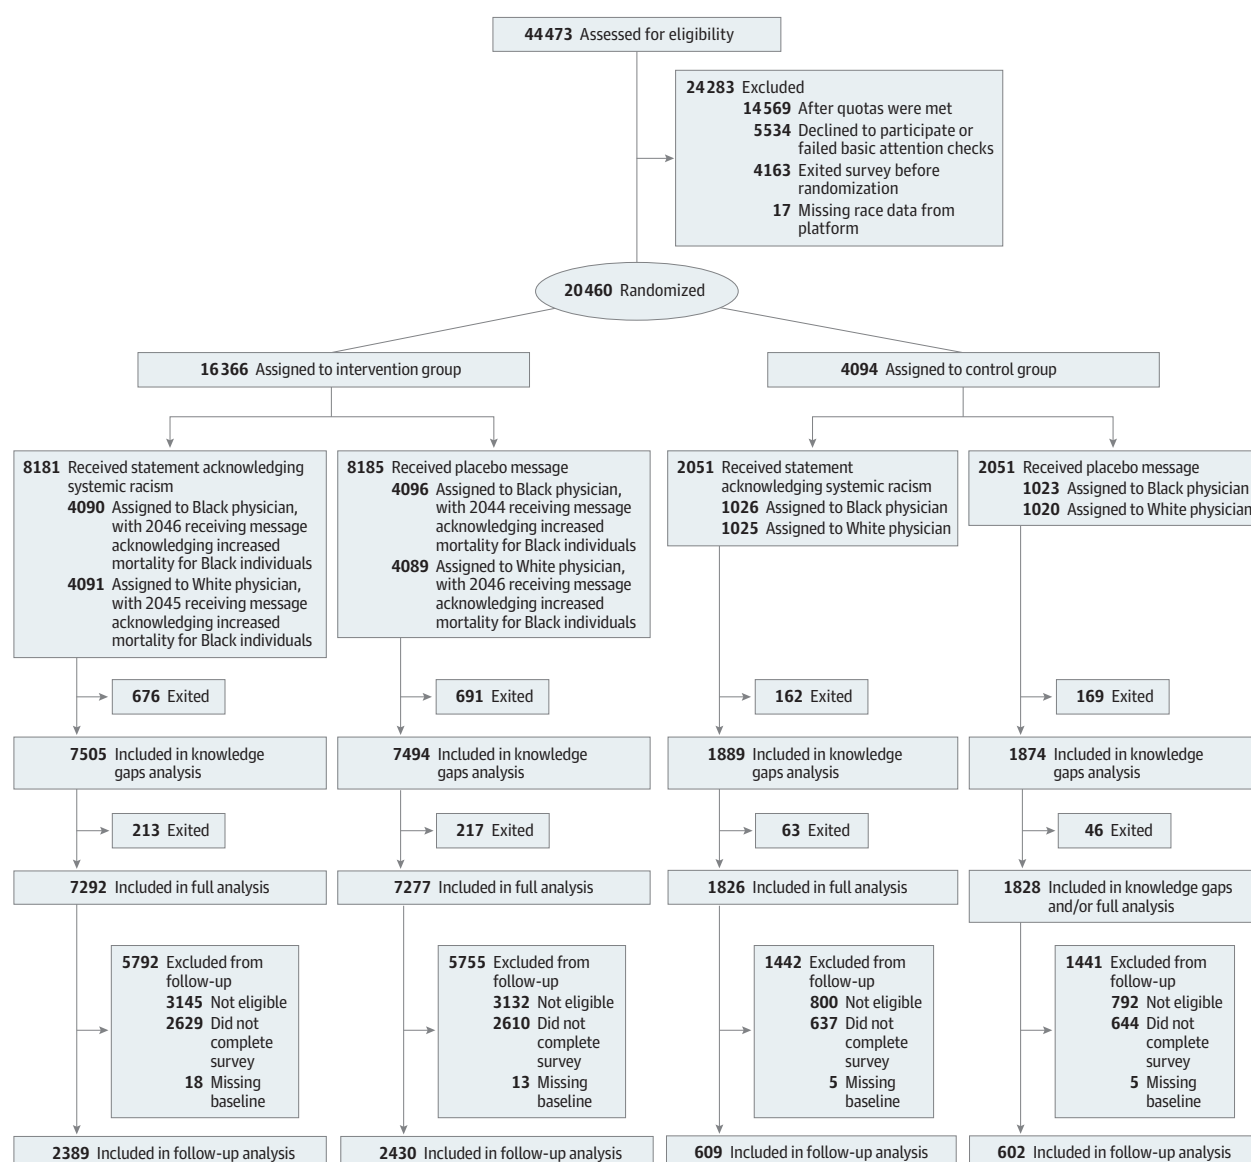 44473 Assessed for eligibility
24283 Excluded
14569 After quotas were met
5534 Declined to participate or
failed basic attention checks
4163 Exited survey before
randomization
17 Missing race data from
platform
20460 Randomized
16366 Assigned to intervention group
4094 Assigned to control group
8181 Received statement acknowledging
systemic racism
4090 Assigned to Black physician,
with 2046 receiving message
acknowledging increased
mortality for Black individuals
4091 Assigned to White physician,
with 2045 receiving message
acknowledging increased
mortality for Black individuals
8185 Received placebo message
4096 Assigned to Black physician,
with 2044 receiving message
acknowledging increased
mortality for Black individuals
4089 Assigned to White physician,
with 2046 receiving message
acknowledging increased
mortality for Black individuals
2051 Received statement
acknowledging systemic racism
1026 Assigned to Black physician
1025 Assigned to White physician
2051 Received placebo message
1023 Assigned to Black physician
1020 Assigned to White physician
676 Exited
691 Exited
162 Exited
169 Exited
7505 Included in knowledge
gaps analysis
7494 Included in knowledge
gaps analysis
1889 Included in knowledge
gaps analysis
1874 Included in knowledge
gaps analysis
213 Exited
217 Exited
63 Exited
46 Exited
7292 Included in full analysis
7277 Included in full analysis
1826 Included in full analysis
1828 Included in knowledge gaps
and/or full analysis
5792 Excluded from
follow-up
3145 Not eligible
2629 Did not
complete
survey
18 Missing
baseline
5755 Excluded from
follow-up
3132 Not eligible
2610 Did not
complete
survey
13 Missing
baseline
1442 Excluded from
follow-up
800 Not eligible
637 Did not
complete
survey
5 Missing
baseline
1441 Excluded from
follow-up
792 Not eligible
644 Did not
complete
survey
5 Missing
baseline
2389 Included in follow-up analysis
2430 Included in follow-up analysis
609 Included in follow-up analysis
602 Included in follow-up analysis